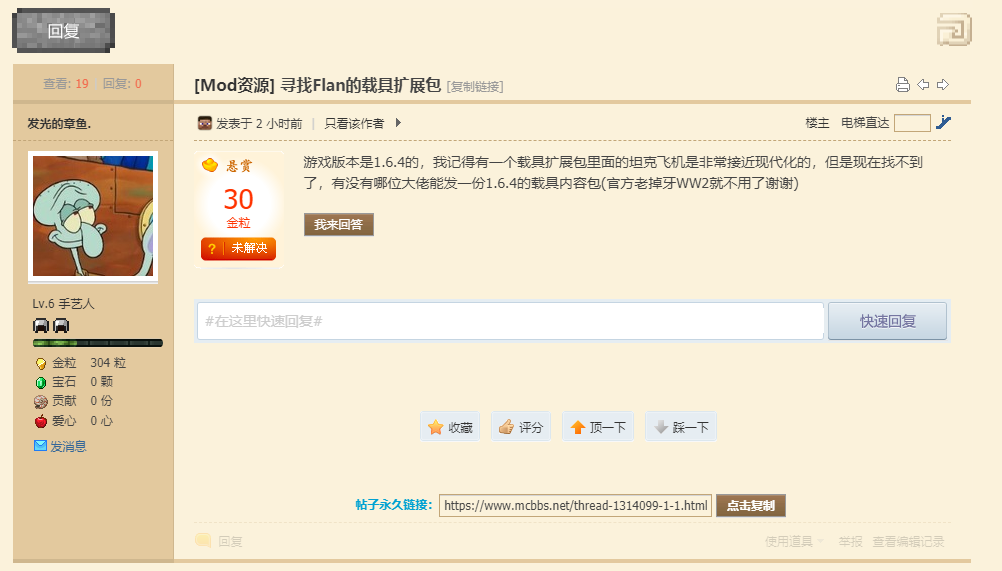 回复
查看: 19 回复: 0
[Mod资源] 寻找Flan的载具扩展包 [复制链接]
发光的章鱼.
发表于 2 小时前 | 只看该作者
楼主 电梯直达
悬赏
30
金粒
? 未解决
游戏版本是1.6.4的，我记得有一个载具扩展包里面的坦克飞机是非常接近现代化的，但是现在找不到
了，有没有哪位大佬能发一份1.6.4的载具内容包(官方老掉牙WW2就不用了谢谢)
我来回答
Lv.6 手艺人
金粒 304 粒
宝石 0 颗
贡献 0 份
爱心 0 心
发消息
#在这里快速回复#
快速回复
收藏 评分 顶一下 踩一下
帖子永久链接: https://www.mcbbs.net/thread-1314099-1-1.html 点击复制
回复
使用道具 举报 查看编辑记录